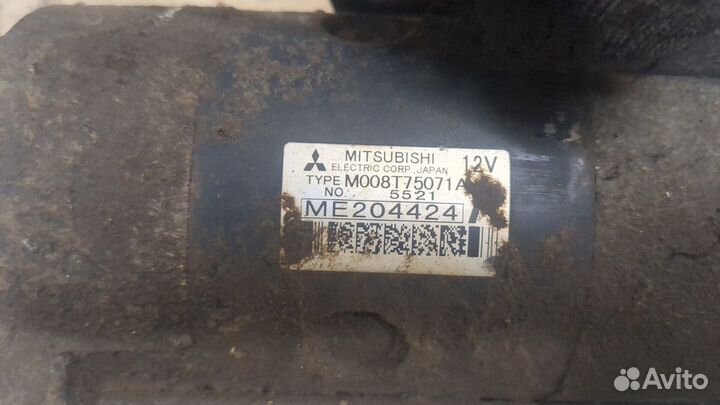 MITSUBISHI 12V
ELECTRIC CORP. JAPAN
TYPE M008T75071A
NO. 5521
ME204424
Avito